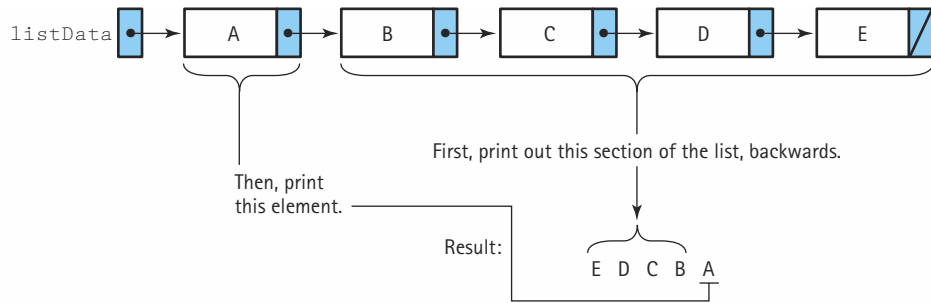 listData A B C D E
First, print out this section of the list, backwards.
Then, print
this element.
Result:
E D C B A